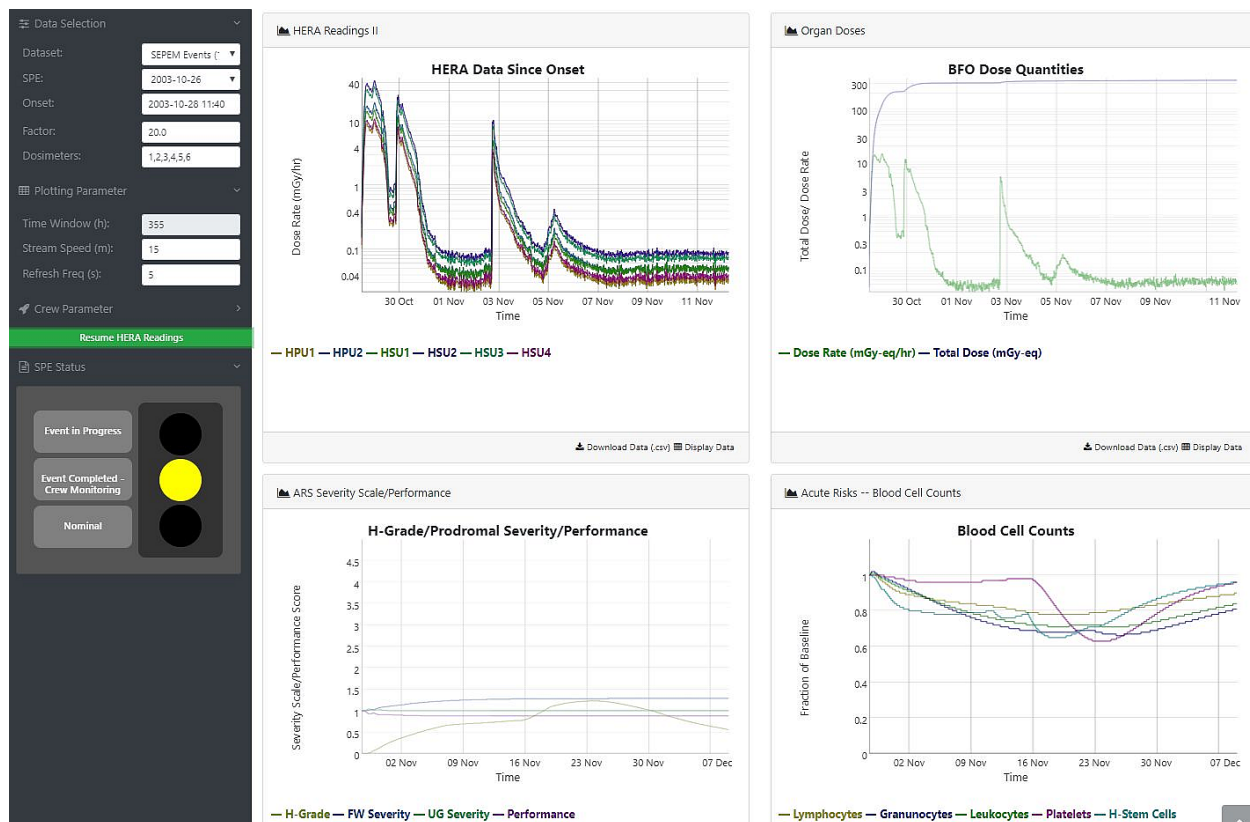 Data Selection
Dataset:
SEPEM Events (
SPE:
2003-10-26
Onset:
2003-10-28 11:40
Factor:
20.0
Dosimeters:
1,2,3,4,5,6
Plotting Parameter
Time Window (h):
355
Stream Speed (m):
15
Refresh Freq (s):
5
Crew Parameter
Resume HERA Readings
SPE Status
Event in Progress
Event Completed -
Crew Monitoring
Nominal
HERA Readings II
HERA Data Since Onset
Dose Rate (mGy/hr)
40
10
4
1
0.4
0.1
0.04
30 Oct 01 Nov 03 Nov 05 Nov 07 Nov 09 Nov 11 Nov
Time
HPU1 HPU2 HSU1 HSU2 HSU3 HSU4
Download Data (.csv) Display Data
Organ Doses
BFO Dose Quantities
Total Dose/ Dose Rate
300
100
30
10
3
1
0.3
0.1
30 Oct 01 Nov 03 Nov 05 Nov 07 Nov 09 Nov 11 Nov
Time
Dose Rate (mGy-eq/hr) Total Dose (mGy-eq)
Download Data (.csv) Display Data
ARS Severity Scale/Performance
H-Grade/Prodromal Severity/Performance
Severity Scale/Performance Score
4.5
4
3.5
3
2.5
2
1.5
1
0.5
0
02 Nov 09 Nov 16 Nov 23 Nov 30 Nov 07 Dec
Time
H-Grade FW Severity UG Severity Performance
Acute Risks -- Blood Cell Counts
Blood Cell Counts
Fraction of Baseline
1
0.8
0.6
0.4
0.2
0
02 Nov 09 Nov 16 Nov 23 Nov 30 Nov 07 Dec
Time
Lymphocytes Granunocytes Leukocytes Platelets H-Stem Cells